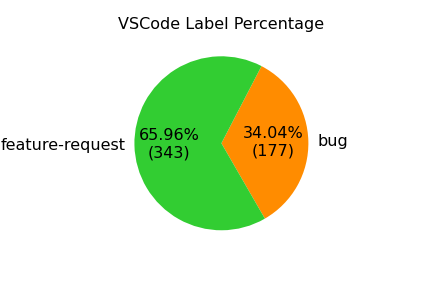 VSCode Label Percentage
feature-request
65.96%
(343)
34.04%
(177)
bug